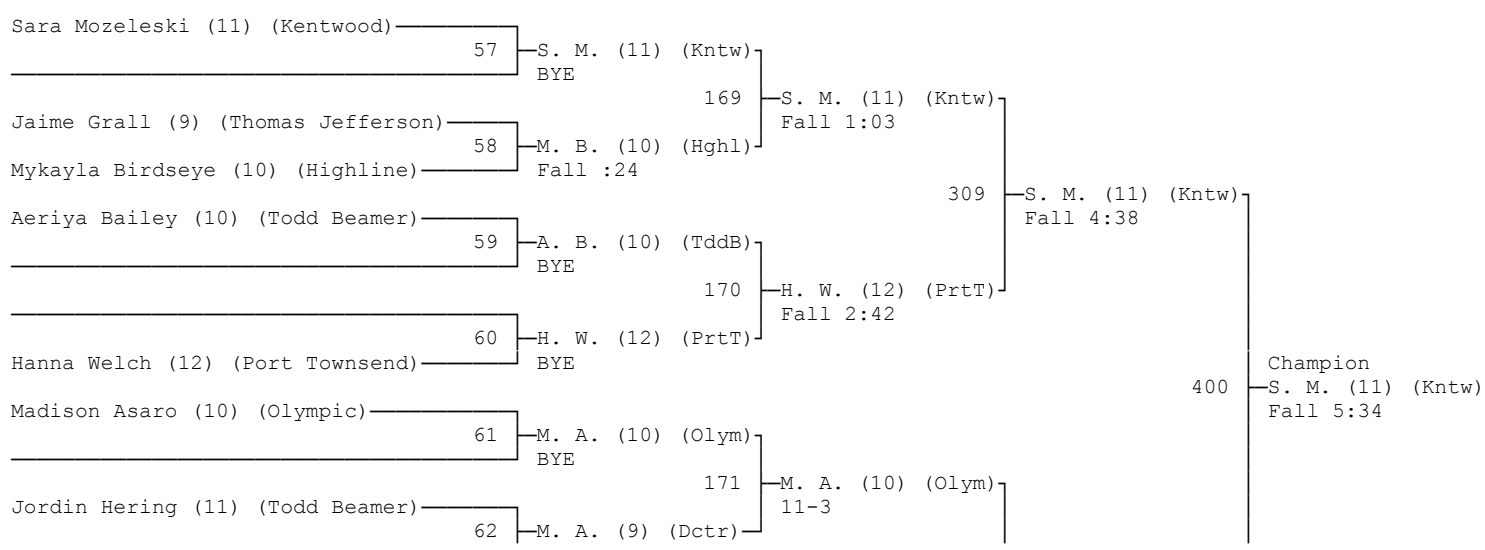 Sara Mozeleski (11) (Kentwood)
57 S. M. (11) (Kntw)
BYE
169 S. M. (11) (Kntw)
Jaime Grall (9) (Thomas Jefferson)
Fall 1:03
58 M. B. (10) (Hghl)
Mykayla Birdseye (10) (Highline)
Fall :24
309 S. M. (11) (Kntw)
Aeriya Bailey (10) (Todd Beamer)
Fall 4:38
59 A. B. (10) (TddB)
BYE
170 H. W. (12) (PrtT)
Fall 2:42
60 H. W. (12) (PrtT)
Hanna Welch (12) (Port Townsend)
BYE
Champion
400 S. M. (11) (Kntw)
Madison Asaro (10) (Olympic)
Fall 5:34
61 M. A. (10) (Olym)
BYE
171 M. A. (10) (Olym)
Jordin Hering (11) (Todd Beamer)
11-3
62 M. A. (9) (Dctr)